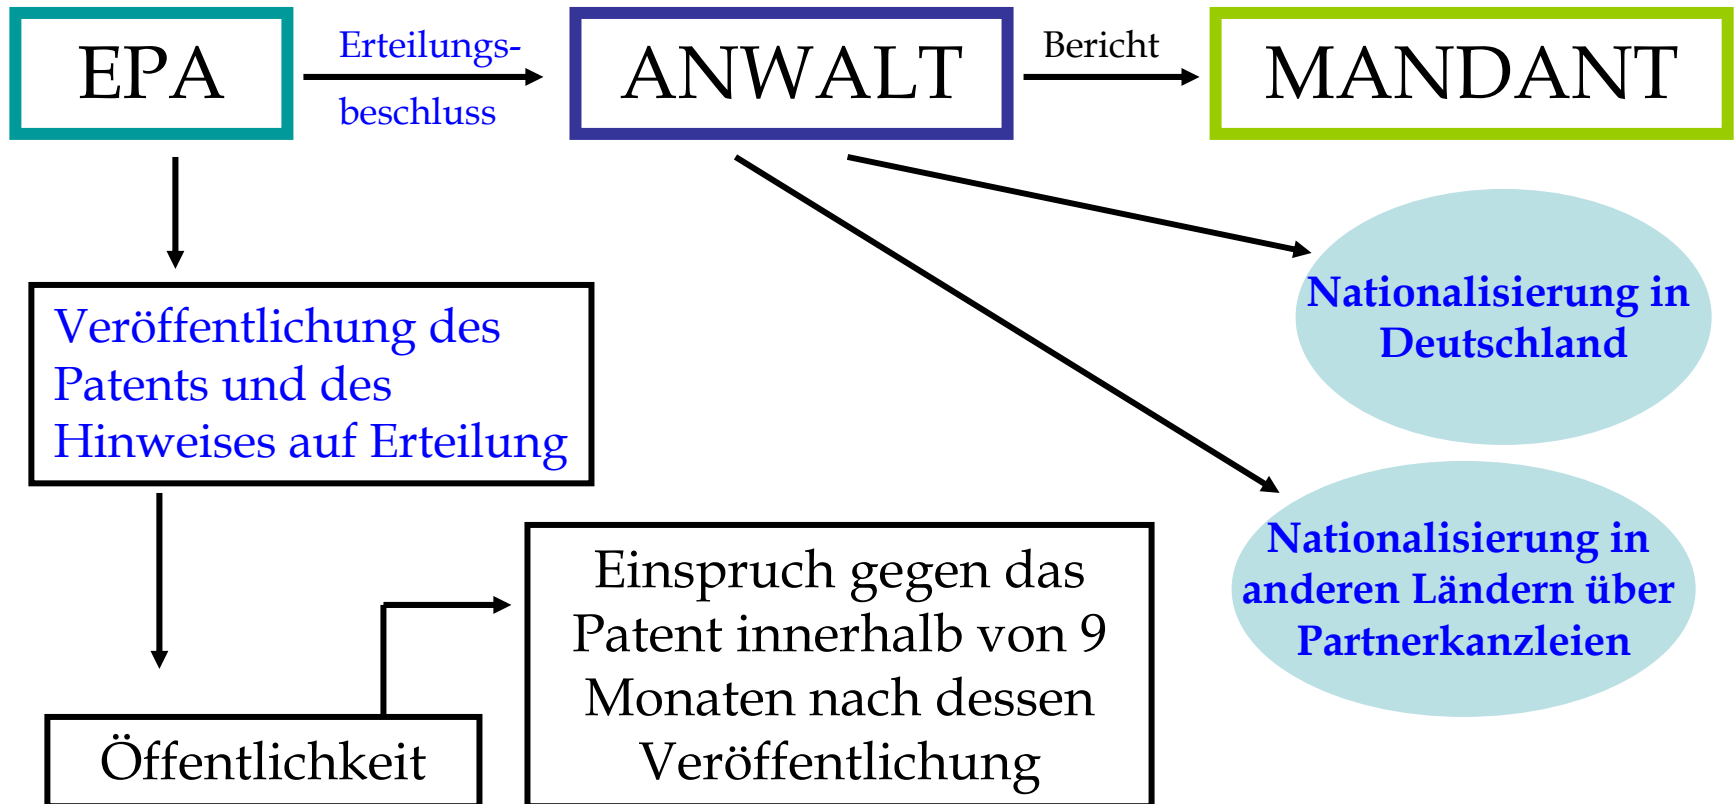 EPA
Erteilungs-
beschluss
ANWALT
Bericht
MANDANT
Nationalisierung in
Deutschland
Veröffentlichung des
Patents und des
Hinweises auf Erteilung
Nationalisierung in
anderen Ländern über
Partnerkanzleien
Einspruch gegen das
Patent innerhalb von 9
Monaten nach dessen
Veröffentlichung
Öffentlichkeit